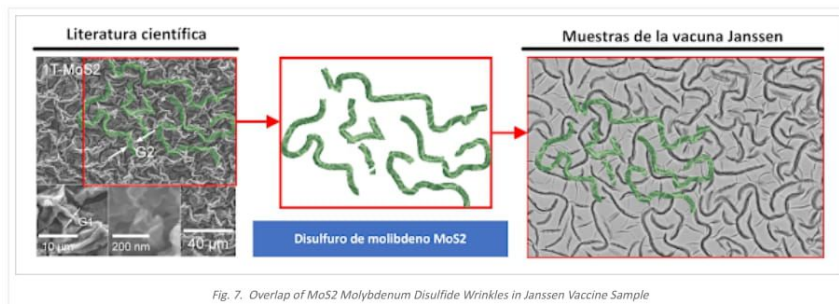 Literatura científica
Muestras de la vacuna Janssen
1T-MoS2
G2
G1
10 µm
200 nm
40 µm
Disulfuro de molibdeno MoS2
Fig. 7. Overlap of MoS2 Molybdenum Disulfide Wrinkles in Janssen Vaccine Sample